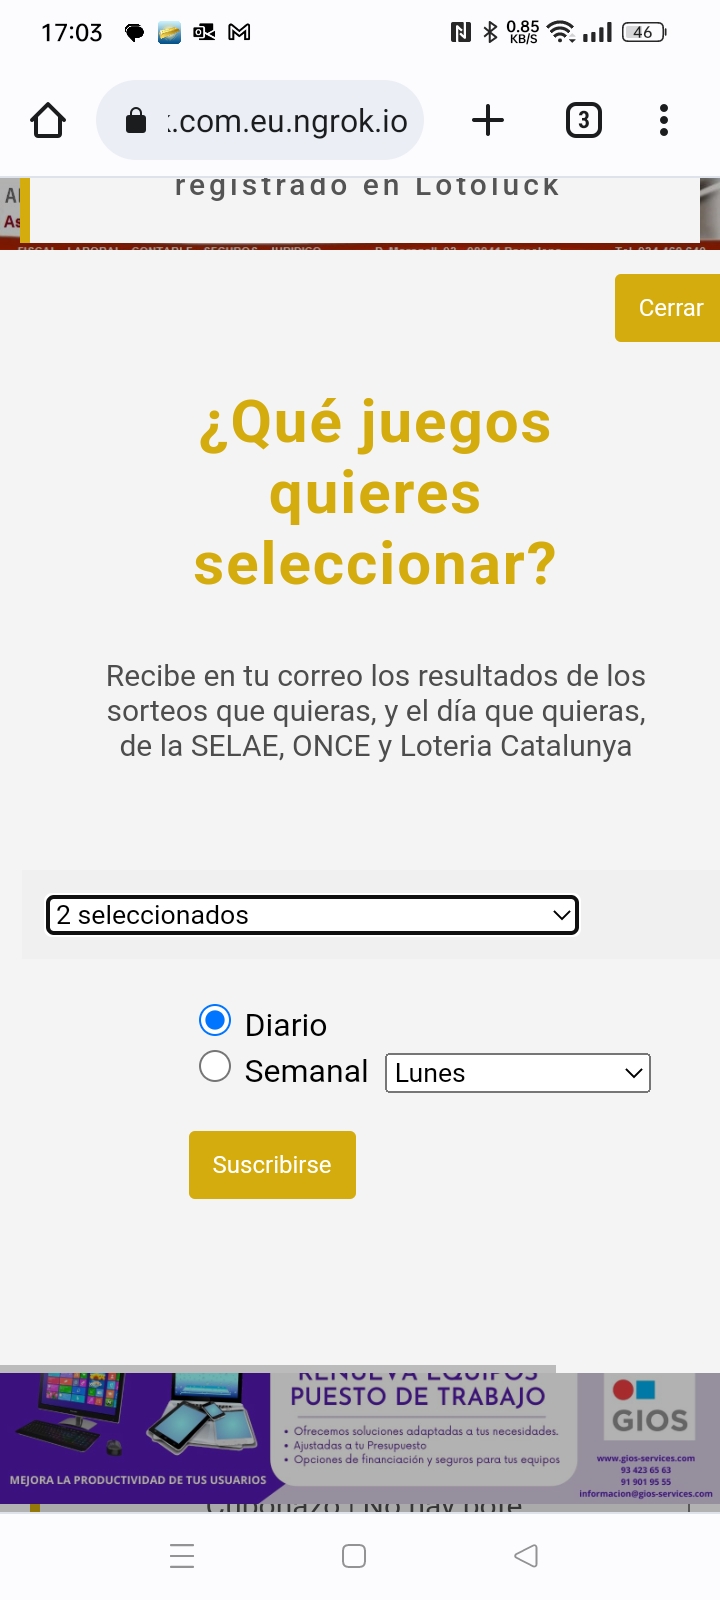 17:03
0.85
KB/S
46
.com.eu.ngrok.io
3
registrado en Lotoluck
Cerrar
¿Qué juegos
quieres
seleccionar?
Recibe en tu correo los resultados de los
sorteos que quieras, y el día que quieras,
de la SELAE, ONCE y Loteria Catalunya
2 seleccionados
Diario
Semanal
Lunes
Suscribirse
RENUEVA EQUIPOS
PUESTO DE TRABAJO
• Ofrecemos soluciones adaptadas a tus necesidades.
• Ajustadas a tu Presupuesto
• Opciones de financiación y seguros para tus equipos
MEJORA LA PRODUCTIVIDAD DE TUS USUARIOS
GIOS
www.gios-services.com
93 423 65 63
91 901 95 55
informacion@gios-services.com